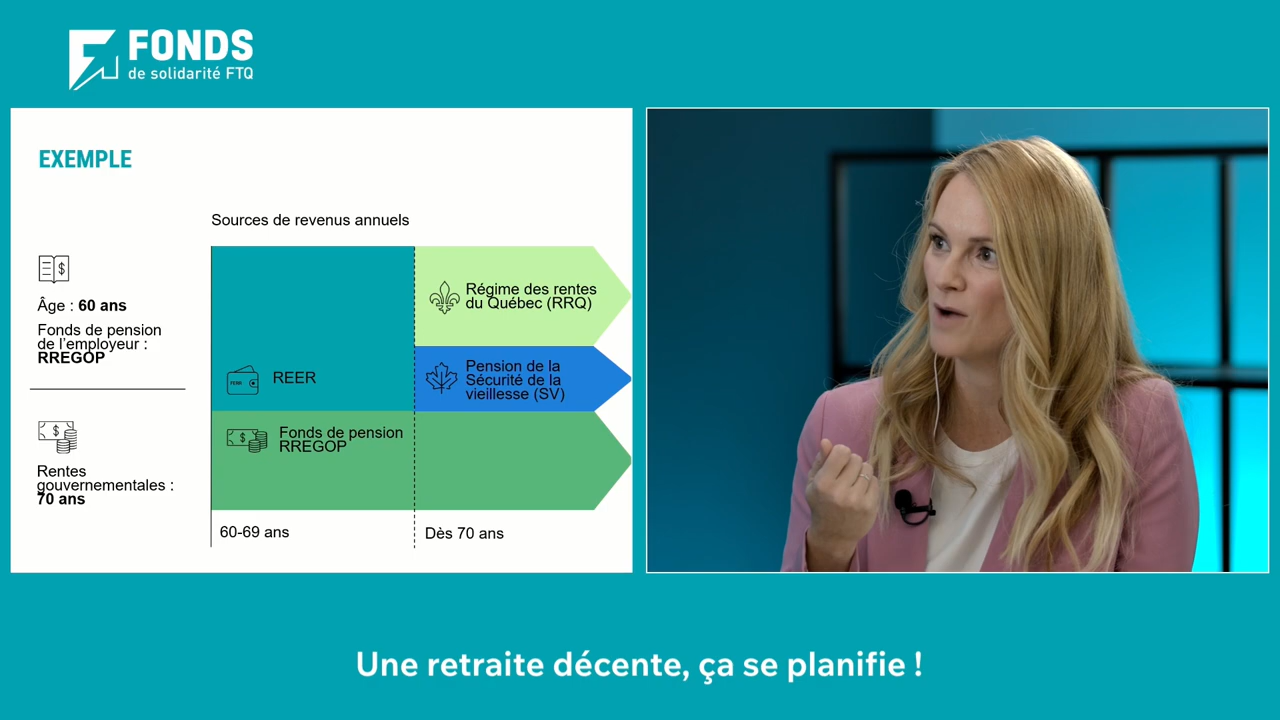 FONDS
de solidarité FTQ
EXEMPLE
Sources de revenus annuels
Âge : 60 ans
Fonds de pension
de l'employeur :
RREGOP
Rentes
gouvernementales :
70 ans
REER
Régime des rentes
du Québec (RRQ)
Pension de la
Sécurité de la
vieillesse (SV)
Fonds de pension
RREGOP
60-69 ans
Dès 70 ans
Une retraite décente, ça se planifie !